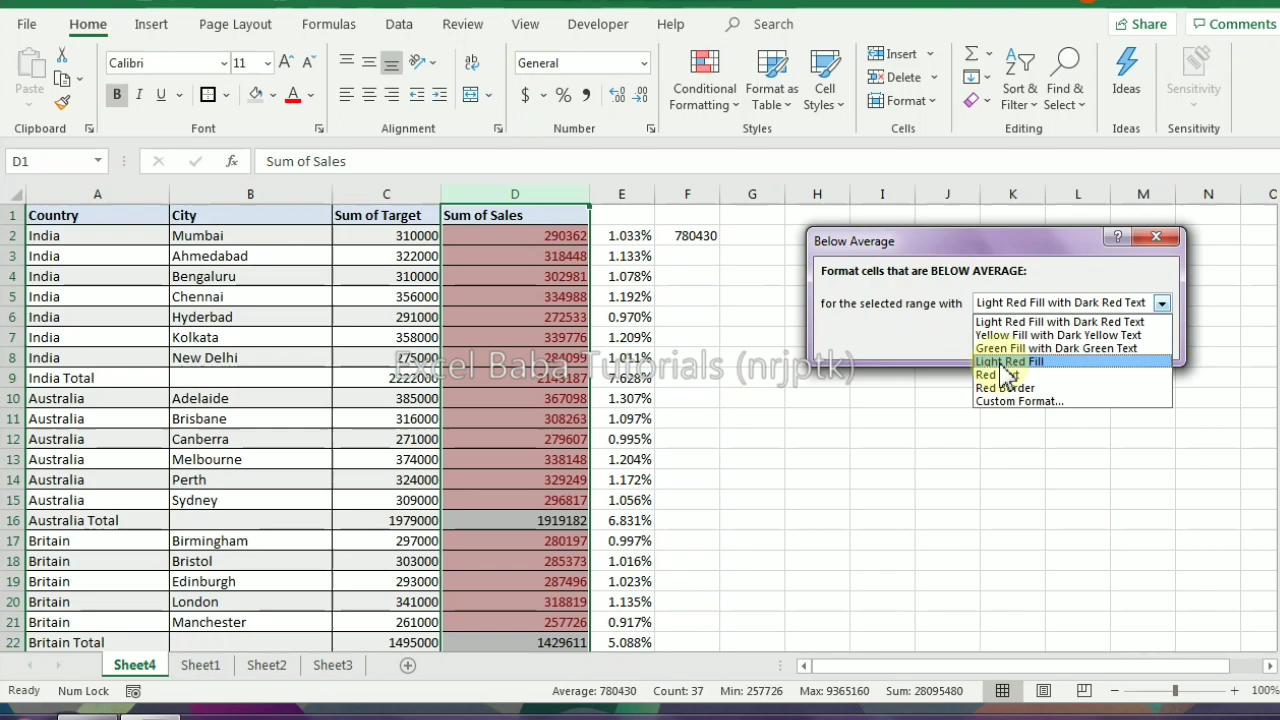 File Home Insert Page Layout Formulas Data Review View Developer Help Search Share Comments
Paste Calibri 11 General Conditional Formatting Format as Table Cell Styles Insert Delete Format Sort & Filter Find & Select Ideas Sensitivity
B I U A $ % ab
Clipboard Font Alignment Number Styles Cells Editing Ideas Sensitivity
D1 fx Sum of Sales
A B C D E F G H I J K L M N O
1 Country City Sum of Target Sum of Sales
2 India Mumbai 310000 290362 1.033% 780430
3 India Ahmedabad 322000 318448 1.133%
4 India Bengaluru 310000 302981 1.078%
5 India Chennai 356000 334988 1.192%
6 India Hyderbad 291000 272533 0.970%
7 India Kolkata 358000 339776 1.209%
8 India New Delhi 275000 284099 1.011%
9 India Total 2222000 2143187 7.628%
10 Australia Adelaide 385000 367098 1.307%
11 Australia Brisbane 316000 308263 1.097%
12 Australia Canberra 271000 279607 0.995%
13 Australia Melbourne 374000 338148 1.204%
14 Australia Perth 324000 329249 1.172%
15 Australia Sydney 309000 296817 1.056%
16 Australia Total 1979000 1919182 6.831%
17 Britain Birmingham 297000 280197 0.997%
18 Britain Bristol 303000 285373 1.016%
19 Britain Edinburgh 293000 287496 1.023%
20 Britain London 341000 318819 1.135%
21 Britain Manchester 261000 257726 0.917%
22 Britain Total 1495000 1429611 5.088%
Excel Baba Tutorials (nrjptk)
Below Average ?
Format cells that are BELOW AVERAGE:
for the selected range with Light Red Fill with Dark Red Text
Light Red Fill with Dark Red Text
Yellow Fill with Dark Yellow Text
Green Fill with Dark Green Text
Light Red Fill
Red
Red Border
Custom Format...
Sheet4 Sheet1 Sheet2 Sheet3
Ready Num Lock Average: 780430 Count: 37 Min: 257726 Max: 9365160 Sum: 28095480 100%